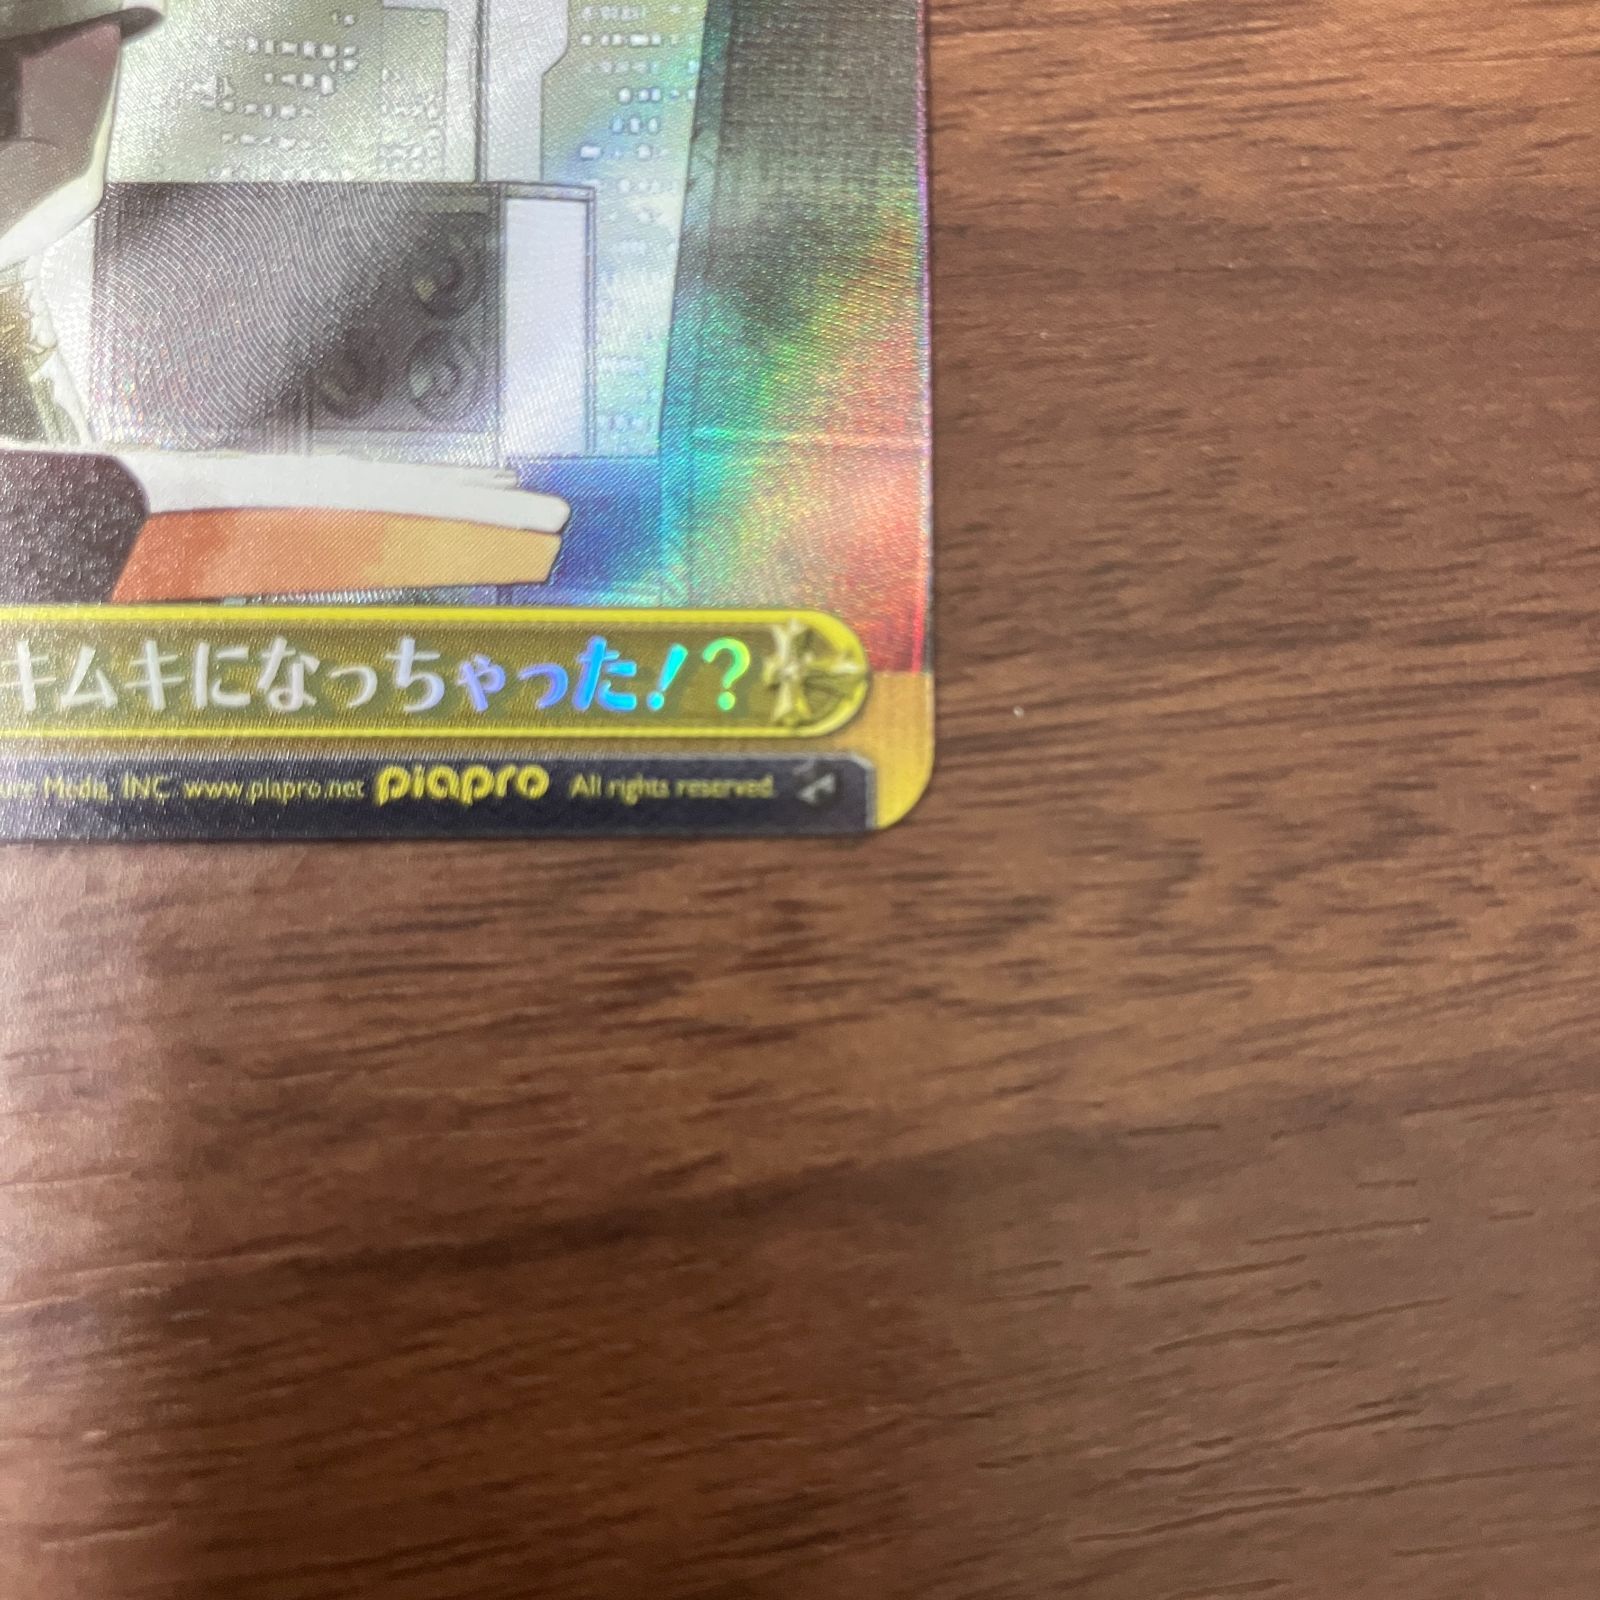 キムキになっちゃった！？
ure Media, INC www.piapro.net piapro All rights reserved.